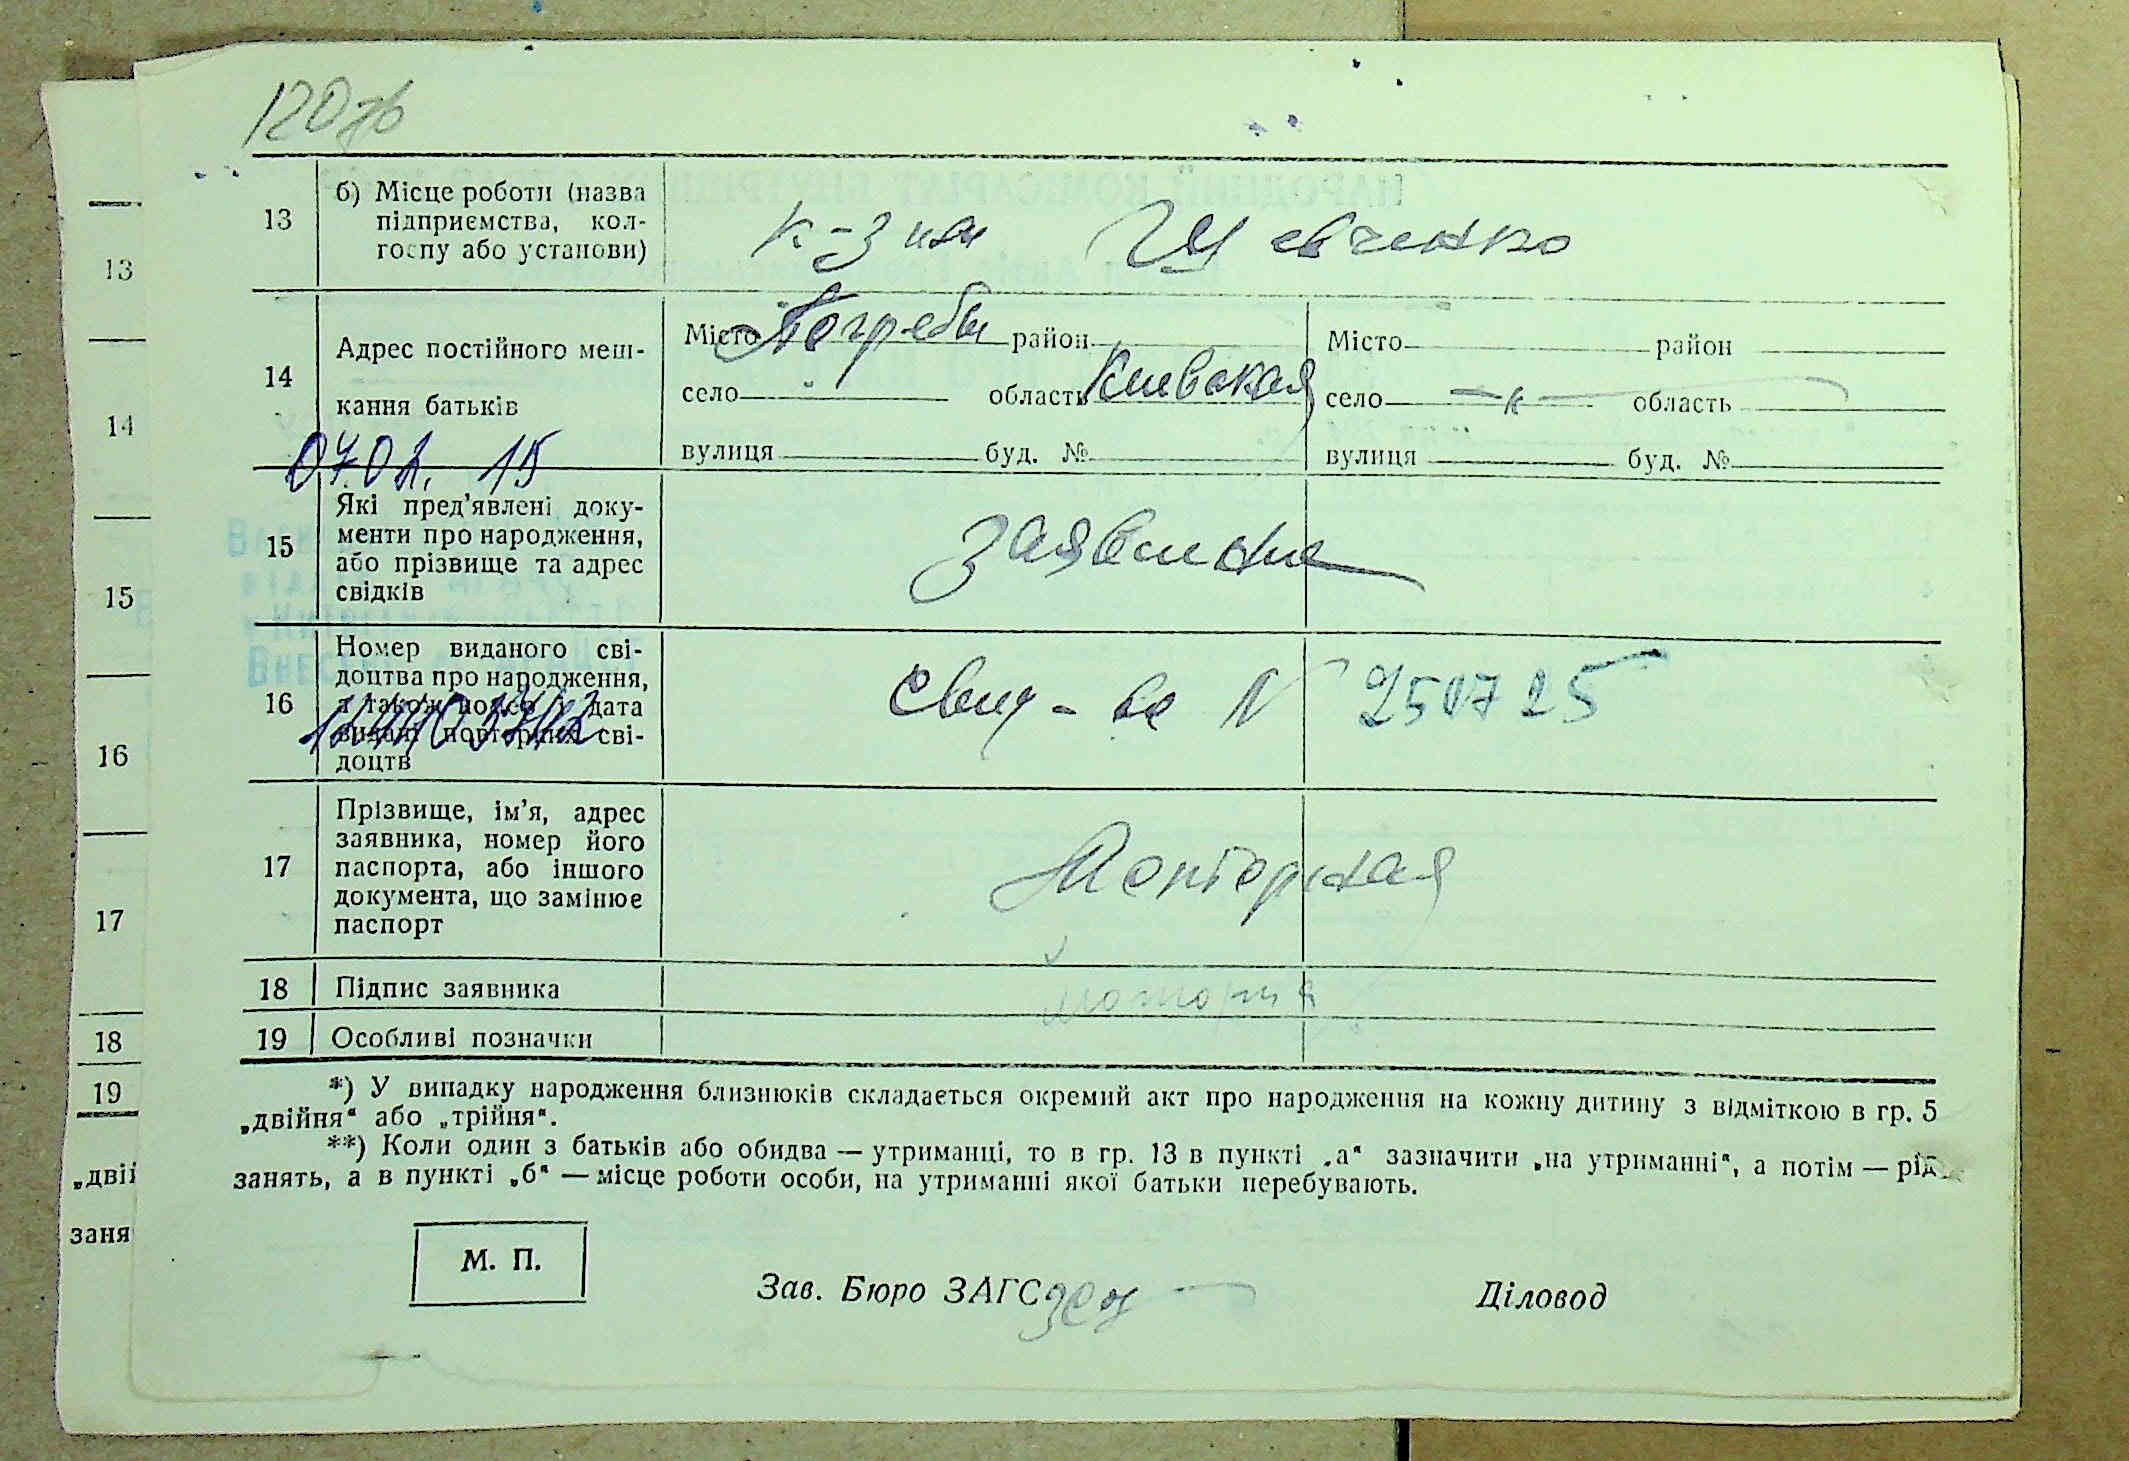 120 зв
13 б) Місце роботи (назва
підприємства, кол-
госпу або установи)
к-з им Шевченко
14 Адрес постійного меш-
кання батьків
Місто Погребы район
село " область Киевская
вулиця буд. №
Місто район
село —"— область
вулиця буд. №
07.02. 15
15 Які пред’явлені доку-
менти про народження,
або прізвище та адрес
свідків
заявление
16 Номер виданого сві-
доцтва про народження,
а також номер і дата
видачі повторних сві-
доцтв
Свид-во N 250725
17 Прізвище, ім’я, адрес
заявника, номер його
паспорта, або іншого
документа, що замінює
паспорт
18 Підпис заявника
19 Особливі позначки
*) У випадку народження близнюків складається окремий акт про народження на кожну дитину з відміткою в гр. 5
„двійня“ або „трійня“.
**) Коли один з батьків або обидва — утриманці, то в гр. 13 в пункті „а“ зазначити „на утриманні“, а потім — рід
занять, а в пункті „б“ — місце роботи особи, на утриманні якої батьки перебувають.
М. П.
Зав. Бюро ЗАГС
Діловод
13
14
15
16
17
18
19
„двій
заня